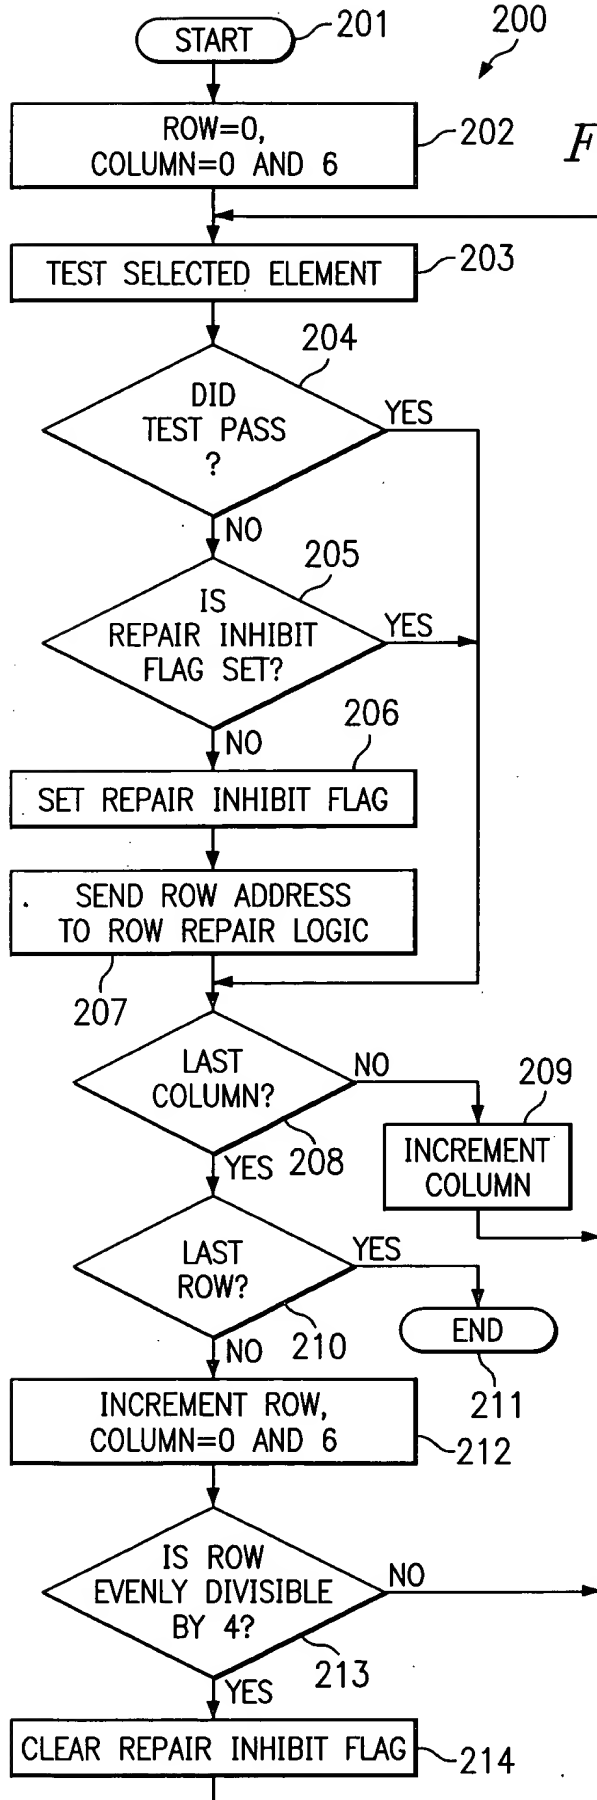 START
201
200
ROW=0,
COLUMN=0 AND 6
202
F
TEST SELECTED ELEMENT
203
204
DID
TEST PASS
?
YES
NO
205
IS
REPAIR INHIBIT
FLAG SET?
YES
NO
206
SET REPAIR INHIBIT FLAG
SEND ROW ADDRESS
TO ROW REPAIR LOGIC
207
LAST
COLUMN?
NO
209
208
YES
INCREMENT
COLUMN
LAST
ROW?
YES
210
NO
END
211
INCREMENT ROW,
COLUMN=0 AND 6
212
IS ROW
EVENLY DIVISIBLE
BY 4?
NO
213
YES
CLEAR REPAIR INHIBIT FLAG
214